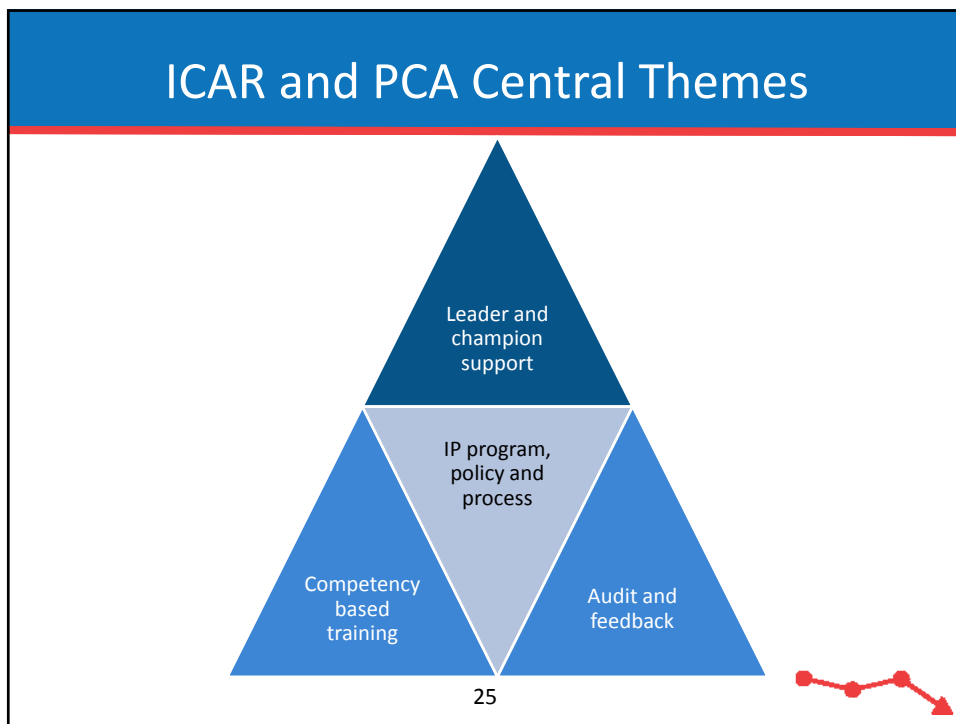 ICAR and PCA Central Themes
Leader and
champion
support
IP program,
policy and
process
Competency
based
training
Audit and
feedback
25